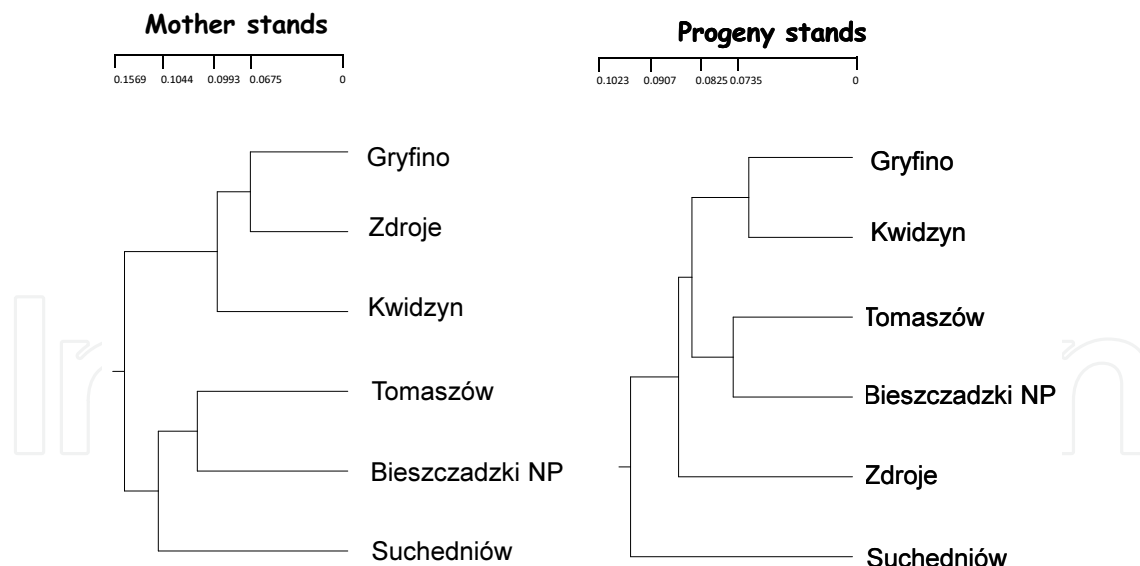 Mother stands
0.1569 0.1044 0.0993 0.0675 0
Gryfino
Zdroje
Kwidzyn
Tomaszów
Bieszczadzki NP
Suchedniów
Progeny stands
0.1023 0.0907 0.0825 0.0735 0
Gryfino
Kwidzyn
Tomaszów
Bieszczadzki NP
Zdroje
Suchedniów